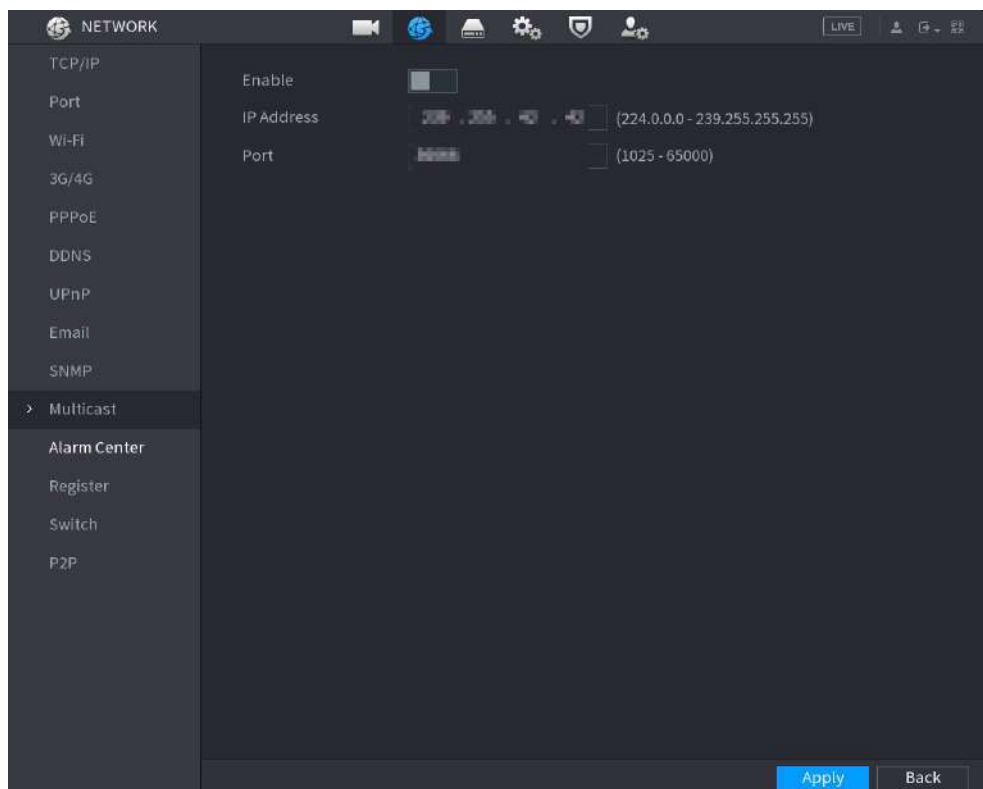 NETWORK
LIVE
TCP/IP
Port
Wi-Fi
3G/4G
PPPoE
DDNS
UPnP
Email
SNMP
> Multicast
Alarm Center
Register
Switch
P2P
Enable
IP Address (224.0.0.0 - 239.255.255.255)
Port (1025 - 65000)
Apply Back